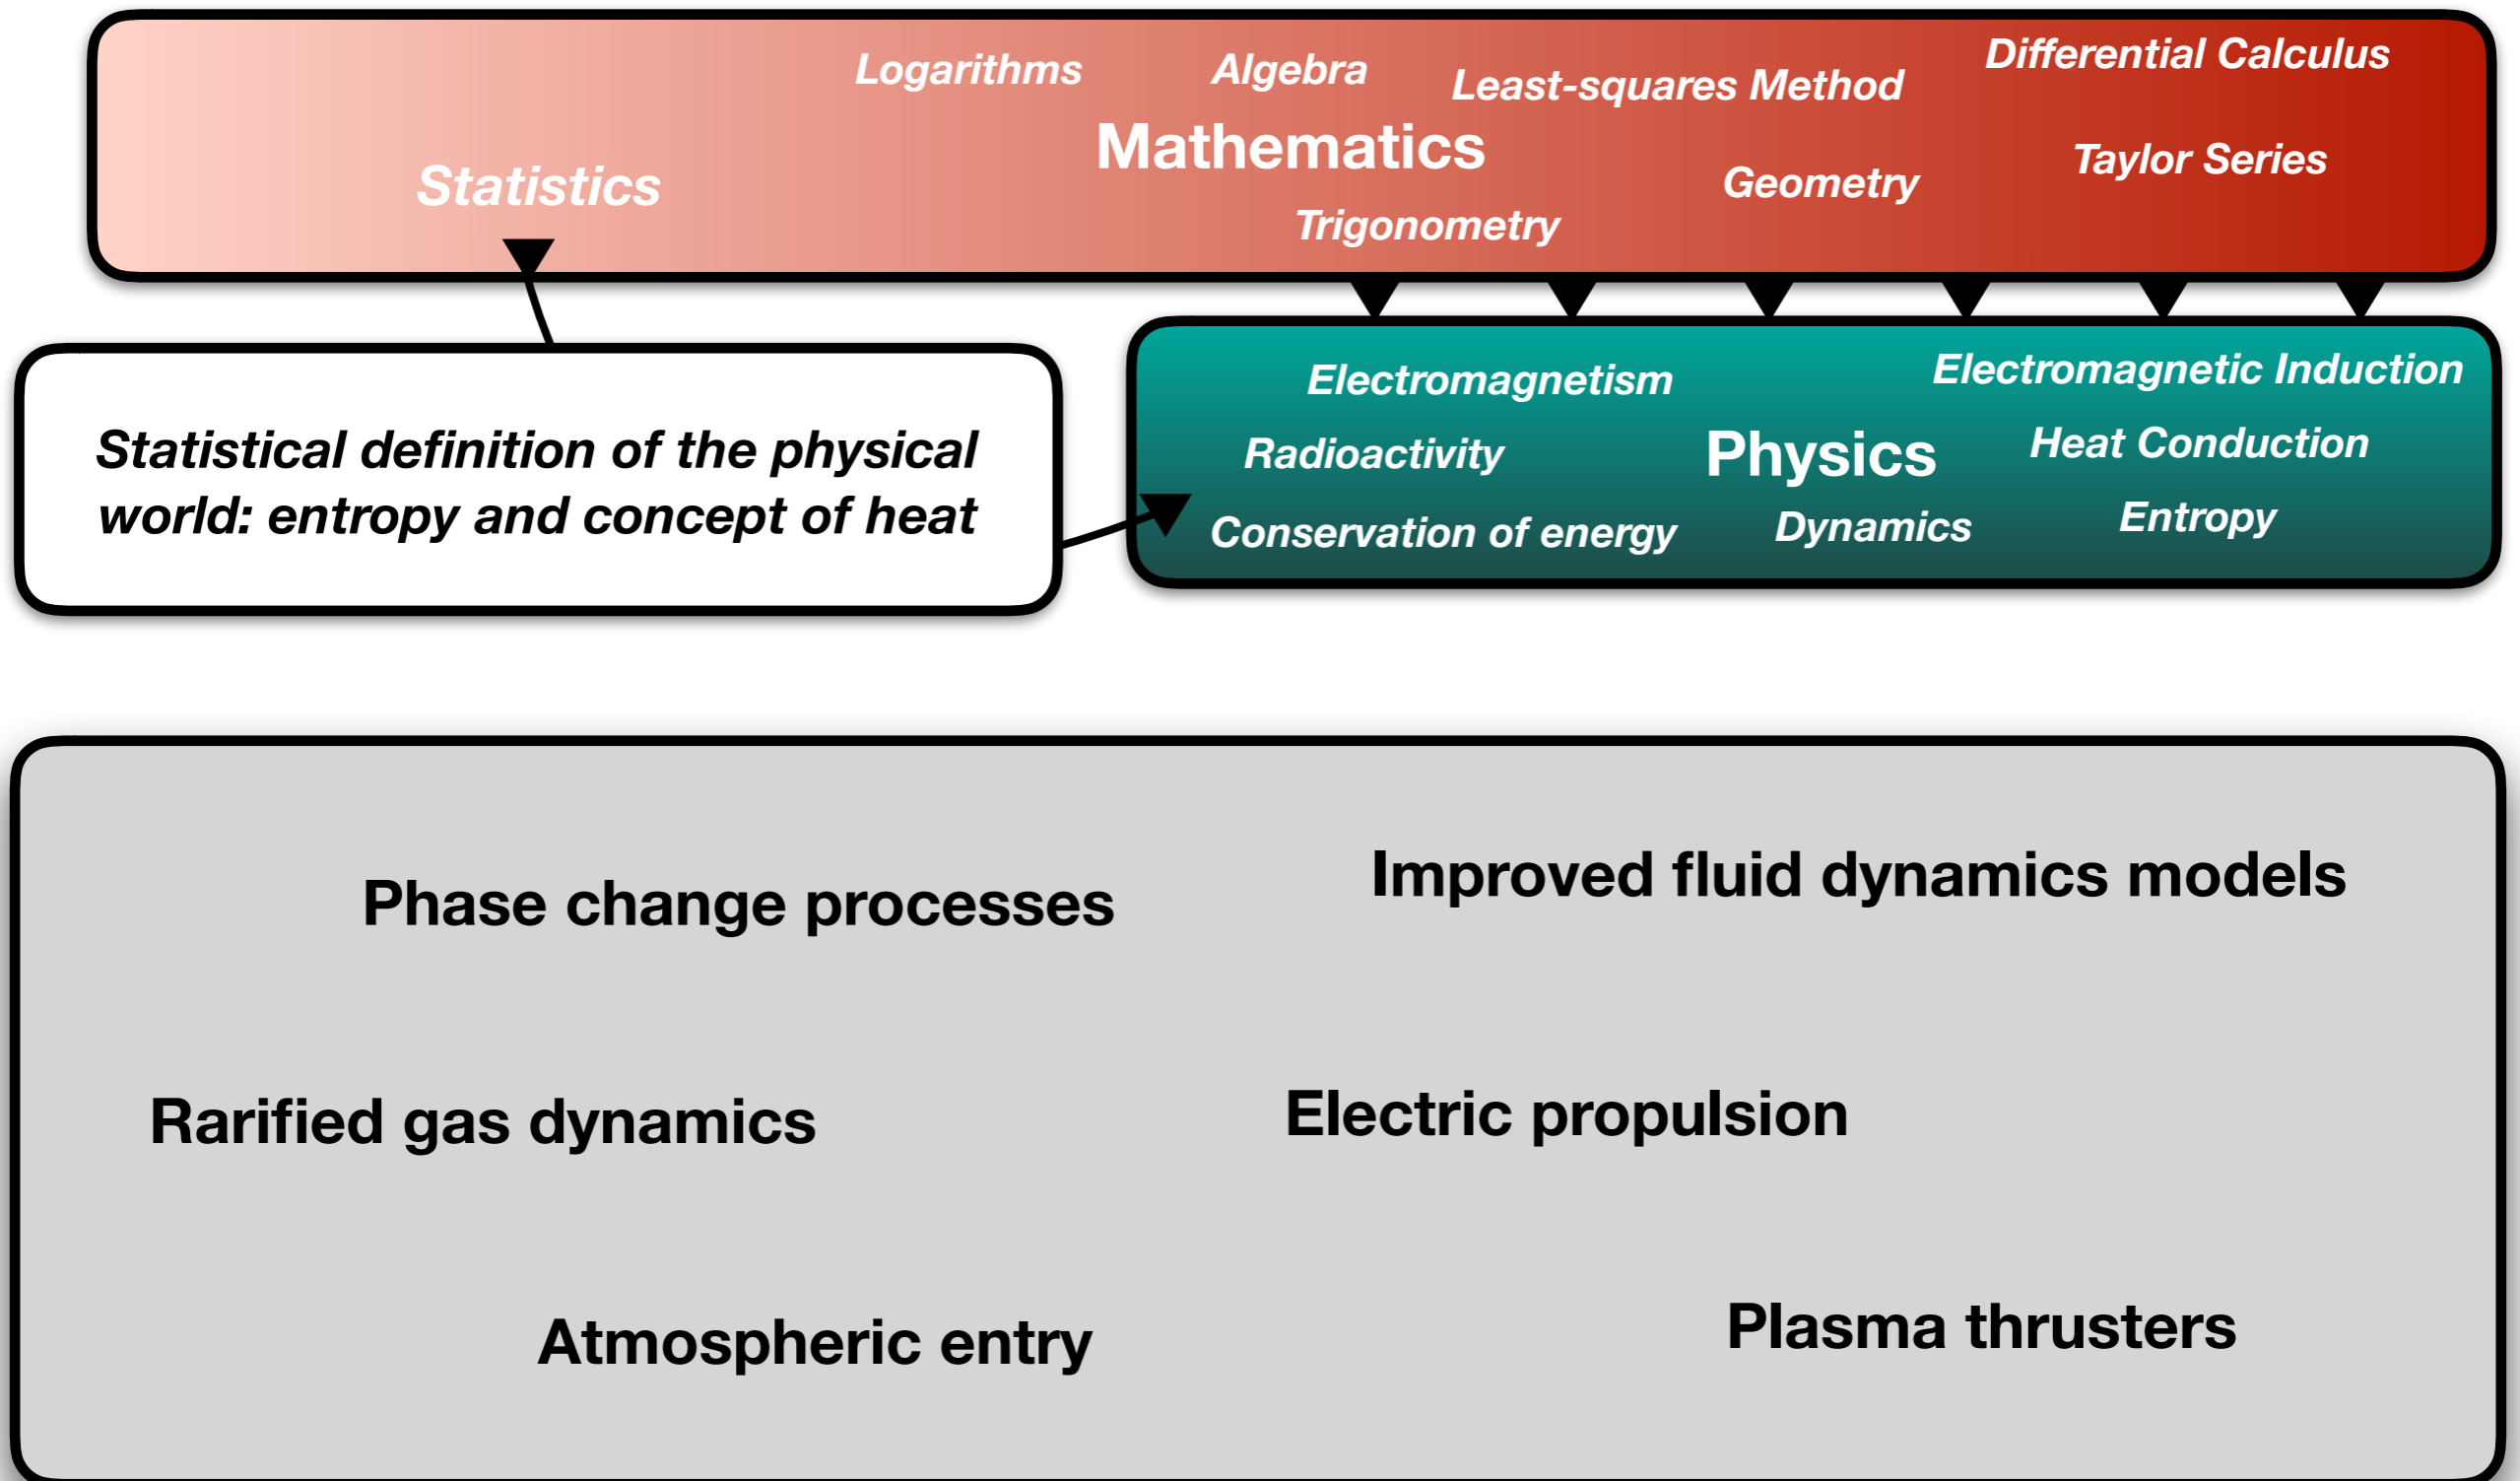 Logarithms
Algebra
Least-squares Method
Differential Calculus
Mathematics
Statistics
Geometry
Taylor Series
Trigonometry
Statistical definition of the physical
world: entropy and concept of heat
Electromagnetism
Electromagnetic Induction
Radioactivity
Physics
Heat Conduction
Conservation of energy
Dynamics
Entropy
Phase change processes
Improved fluid dynamics models
Rarified gas dynamics
Electric propulsion
Atmospheric entry
Plasma thrusters